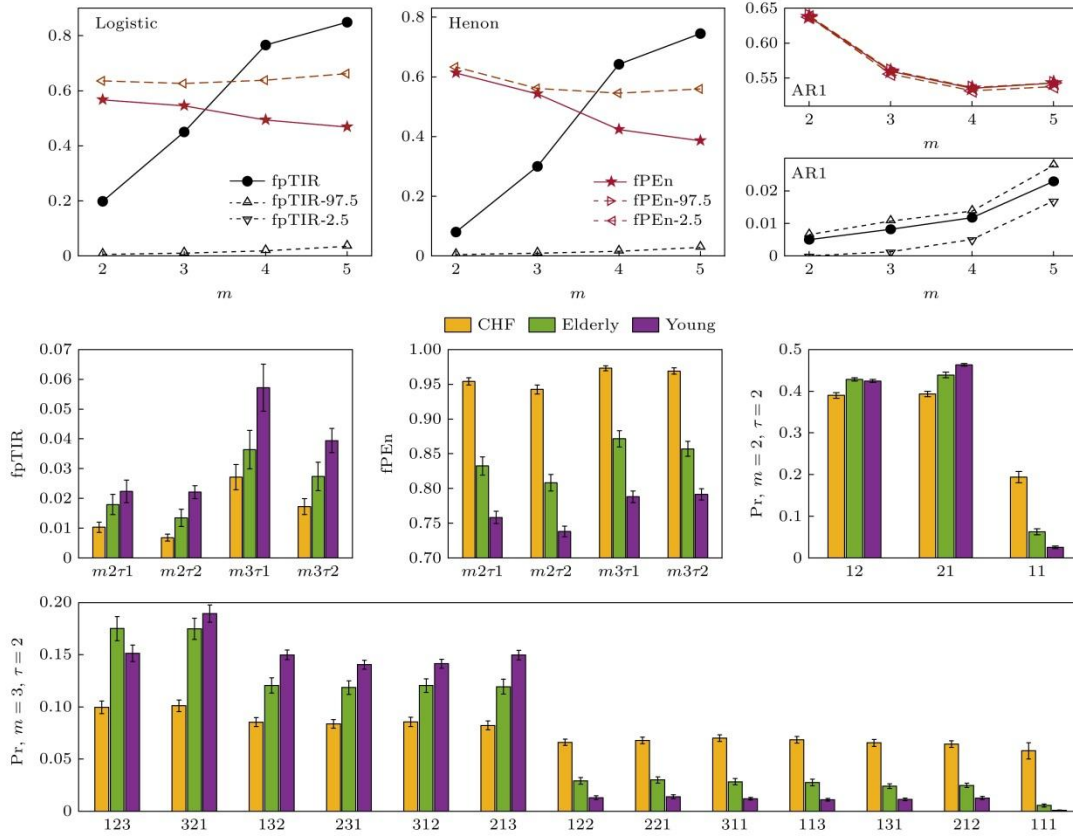 Logistic
0.8
0.6
0.4
0.2
0
fpTIR
fpTIR-97.5
fpTIR-2.5
2 3 4 5
m
Henon
0.8
0.6
0.4
0.2
0
fPEn
fPEn-97.5
fPEn-2.5
2 3 4 5
m
0.65
0.60
0.55
AR1
2 3 4 5
m
AR1
0.02
0.01
0
2 3 4 5
m
CHF Elderly Young
fpTIR
0.07
0.06
0.05
0.04
0.03
0.02
0.01
0
m2τ1 m2τ2 m3τ1 m3τ2
fPEn
1.00
0.95
0.90
0.85
0.80
0.75
0.70
m2τ1 m2τ2 m3τ1 m3τ2
Pr, m = 2, τ = 2
0.5
0.4
0.3
0.2
0.1
0
12 21 11
Pr, m = 3, τ = 2
0.20
0.15
0.10
0.05
0
123 321 132 231 312 213 122 221 311 113 131 212 111